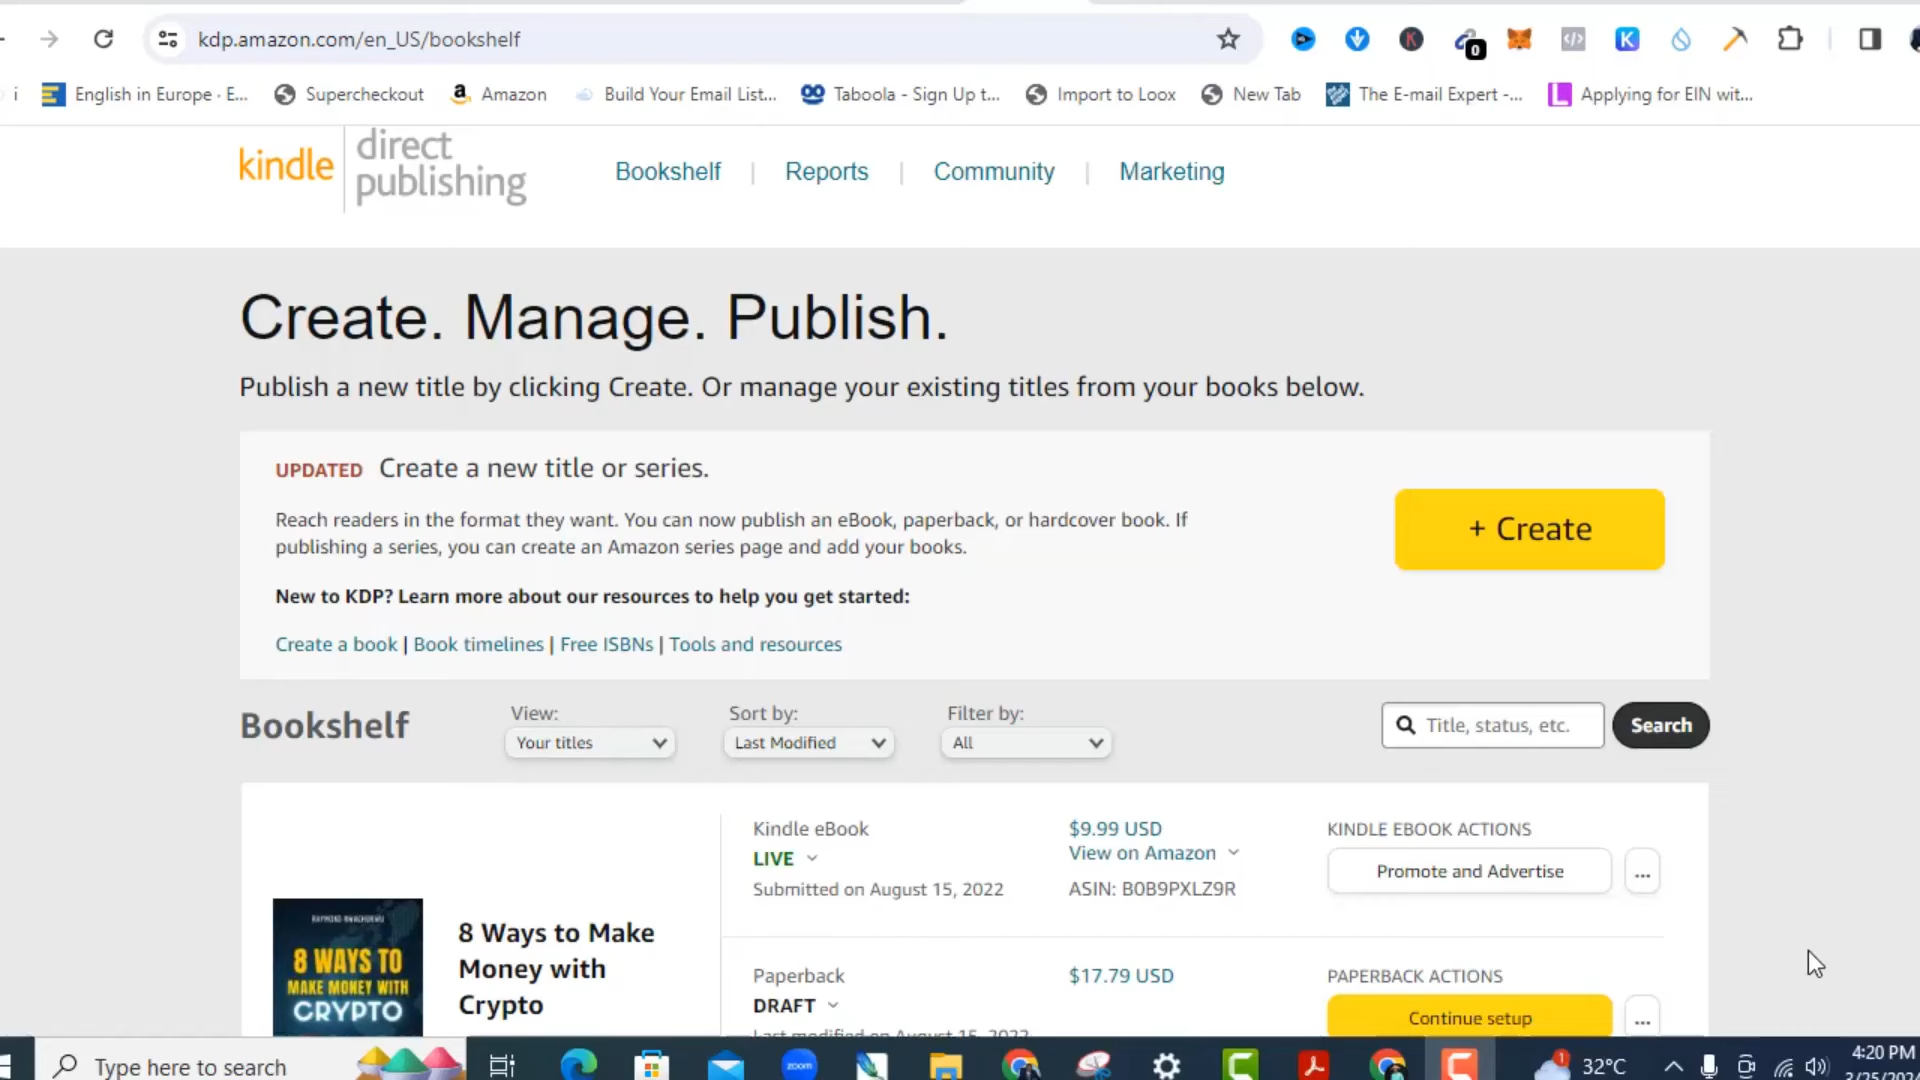 kdp.amazon.com/en_US/bookshelf
0
i
English in Europe · E...
Supercheckout
Amazon
Build Your Email List...
Taboola - Sign Up t...
Import to Loox
New Tab
The E-mail Expert -...
Applying for EIN wit...
kindle direct publishing
Bookshelf | Reports | Community | Marketing
Create. Manage. Publish.
Publish a new title by clicking Create. Or manage your existing titles from your books below.
UPDATED Create a new title or series.
Reach readers in the format they want. You can now publish an eBook, paperback, or hardcover book. If
publishing a series, you can create an Amazon series page and add your books.
+ Create
New to KDP? Learn more about our resources to help you get started:
Create a book | Book timelines | Free ISBNs | Tools and resources
Bookshelf
View:
Your titles
Sort by:
Last Modified
Filter by:
All
Title, status, etc.
Search
8 WAYS TO
MAKE MONEY WITH
CRYPTO
8 Ways to Make
Money with
Crypto
Kindle eBook
LIVE
Submitted on August 15, 2022
$9.99 USD
View on Amazon
ASIN: B0B9PXLZ9R
KINDLE EBOOK ACTIONS
Promote and Advertise
...
Paperback
DRAFT
Last modified on August 15, 2022
$17.79 USD
PAPERBACK ACTIONS
Continue setup
...
Type here to search
zoom
1
32°C
4:20 PM